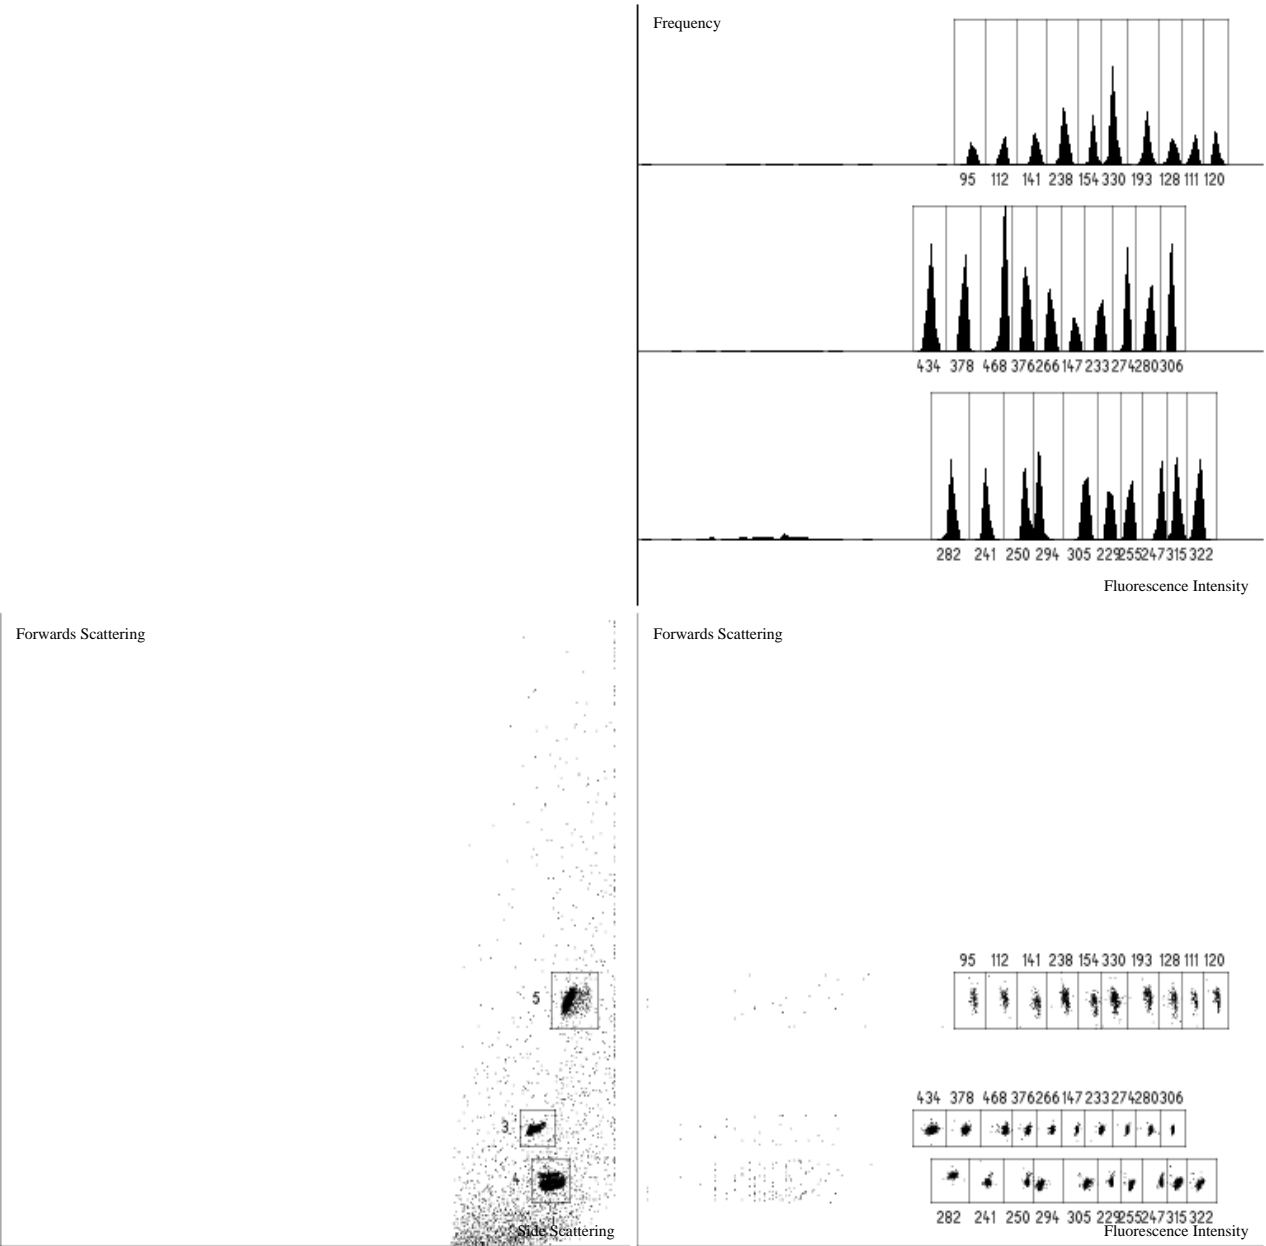 Frequency
95 112 141 238 154 330 193 128 111 120
434 378 468 376 266 147 233 274 280 306
282 241 250 294 305 229 255 247 315 322
Fluorescence Intensity
Forwards Scattering
5
3
4
Side Scattering
Forwards Scattering
95 112 141 238 154 330 193 128 111 120
434 378 468 376 266 147 233 274 280 306
282 241 250 294 305 229 255 247 315 322
Fluorescence Intensity